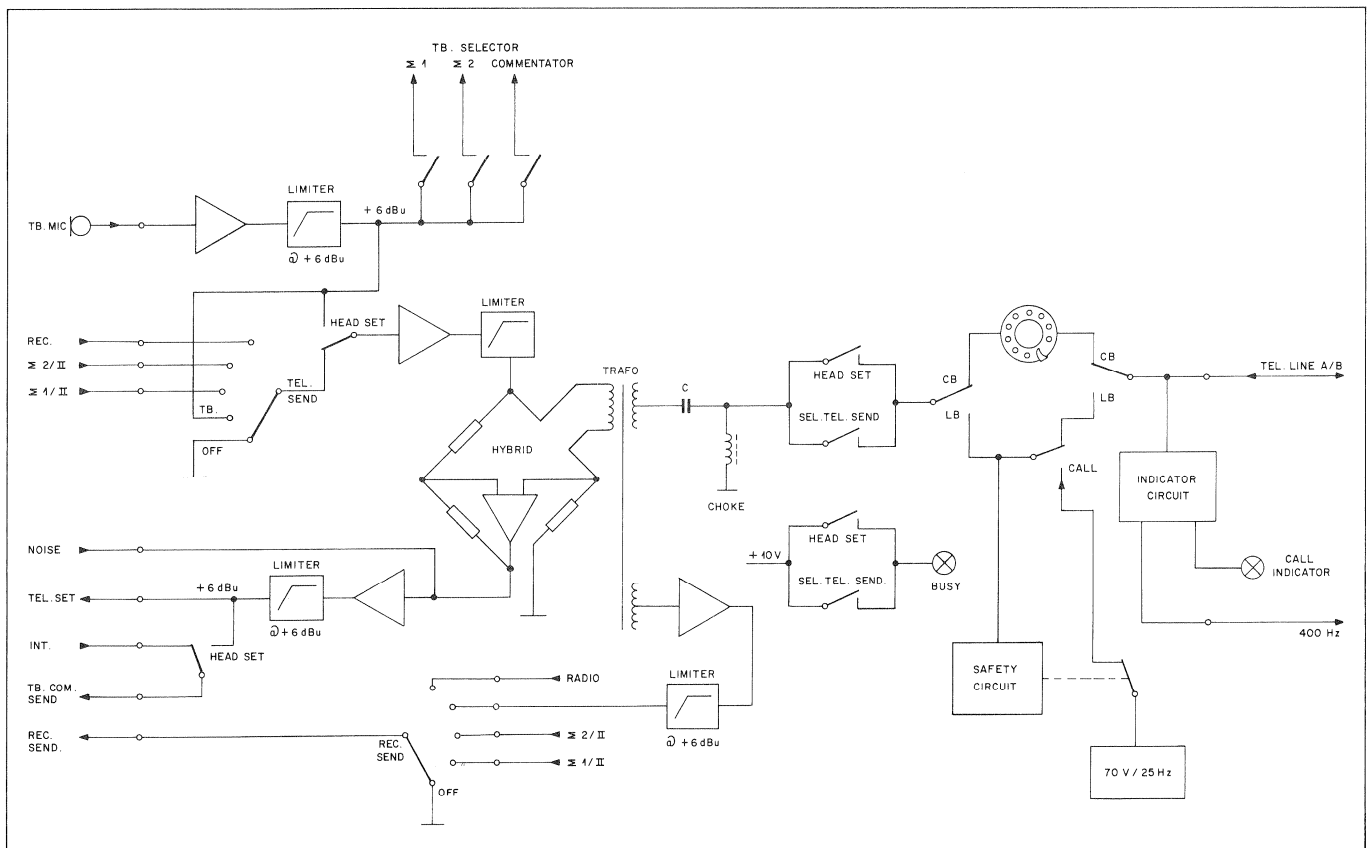 TB. SELECTOR
Σ 1 Σ 2 COMMENTATOR
LIMITER
TB. MIC
+ 6 dBu
@ + 6 dBu
LIMITER
HEAD SET
REC.
Σ 2/II
Σ 1/II
TEL. SEND
TB.
OFF
TRAFO
C
HEAD SET
SEL. TEL. SEND
CB
LB
CB
LB
TEL. LINE A/B
HYBRID
CALL
INDICATOR
CIRCUIT
CHOKE
NOISE
HEAD SET
+ 10 V
SEL. TEL. SEND.
BUSY
CALL
INDICATOR
LIMITER
+ 6 dBu
TEL. SET
@ + 6 dBu
400 Hz
INT.
HEAD SET
SAFETY
CIRCUIT
TB. COM.
SEND
RADIO
LIMITER
REC.
SEND.
REC.
SEND
Σ 2/II
@ + 6 dBu
Σ 1/II
OFF
70 V / 25 Hz